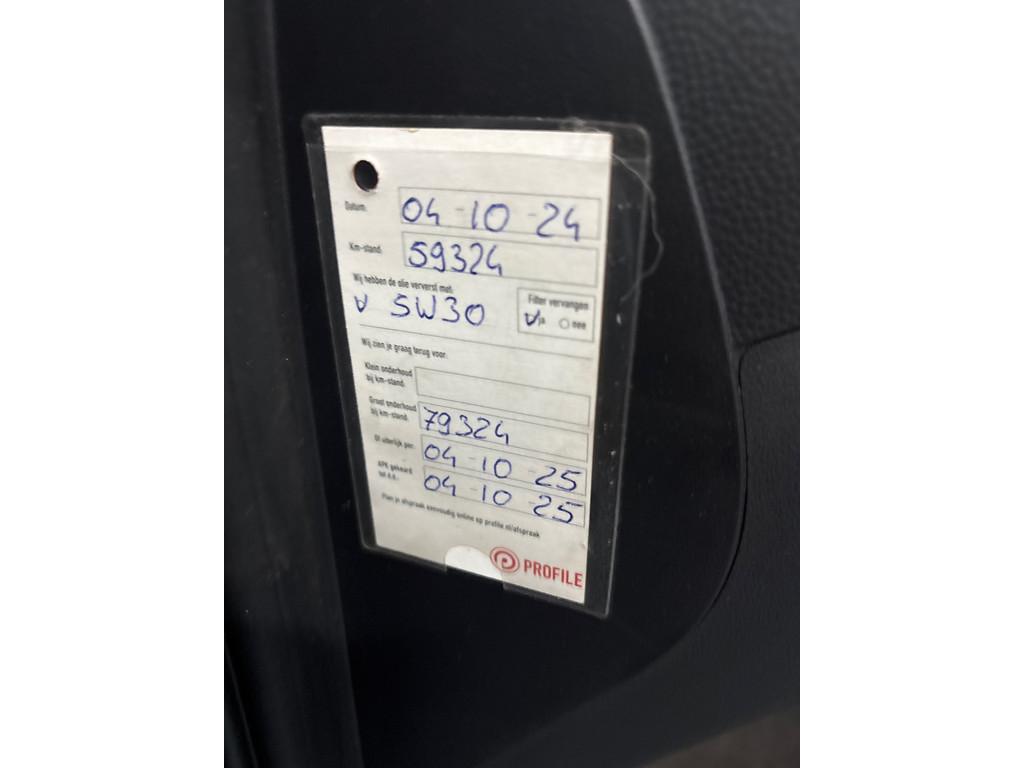 Datum: 04-10-24
Km-stand: 59324
Wij hebben de olie ververst met:
v 5W30
Filter vervangen
ja nee
Wij zien je graag terug voor:
Klein onderhoud
bij km-stand:
Groot onderhoud
bij km-stand: 79324
Of uiterlijk per: 04-10-25
APK gekeurd
tot e.d.: 04-10-25
Plan je afspraak eenvoudig online op profile.nl/afspraak
PROFILE